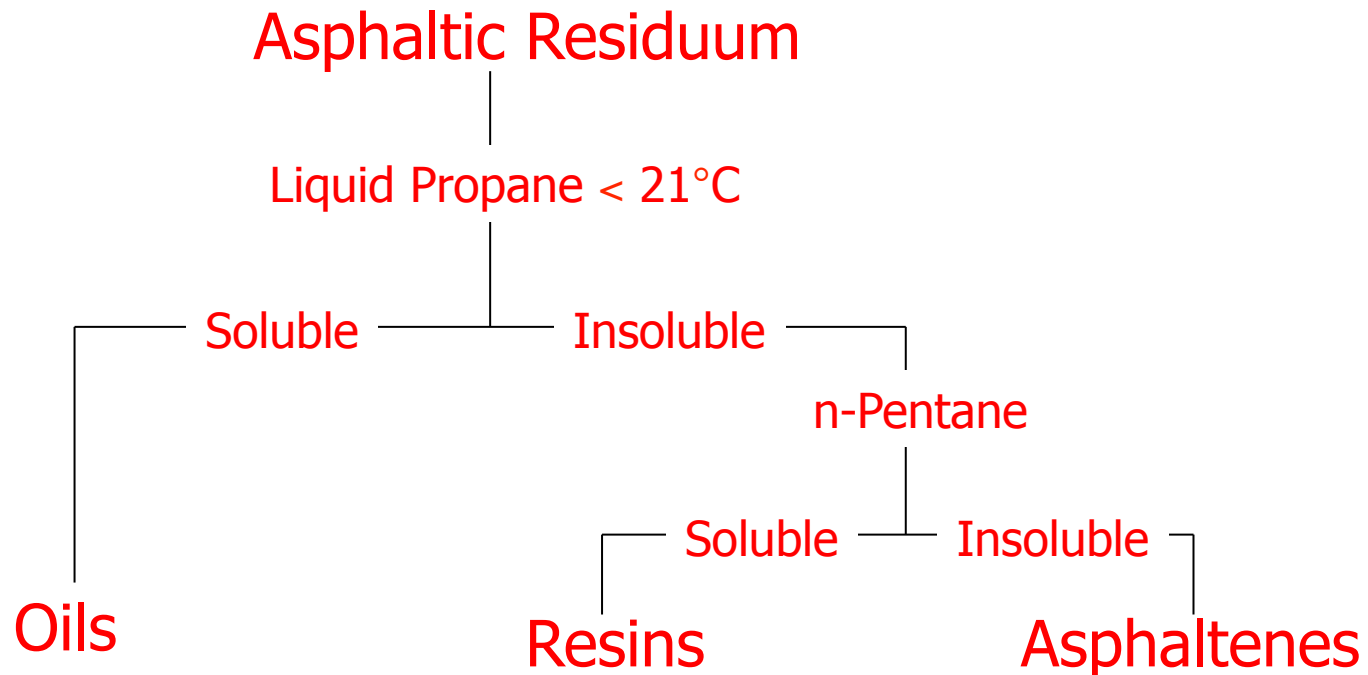 Asphaltic Residuum
Liquid Propane < 21°C
Soluble Insoluble
n-Pentane
Soluble Insoluble
Oils Resins Asphaltenes